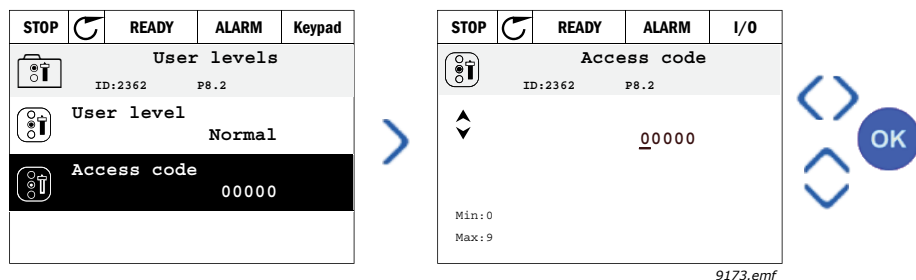 STOP READY ALARM Keypad
User levels
ID:2362 P8.2
User level
Normal
Access code
00000
STOP READY ALARM I/O
Access code
ID:2362 P8.2
00000
Min:0
Max:9
OK
9173.emf